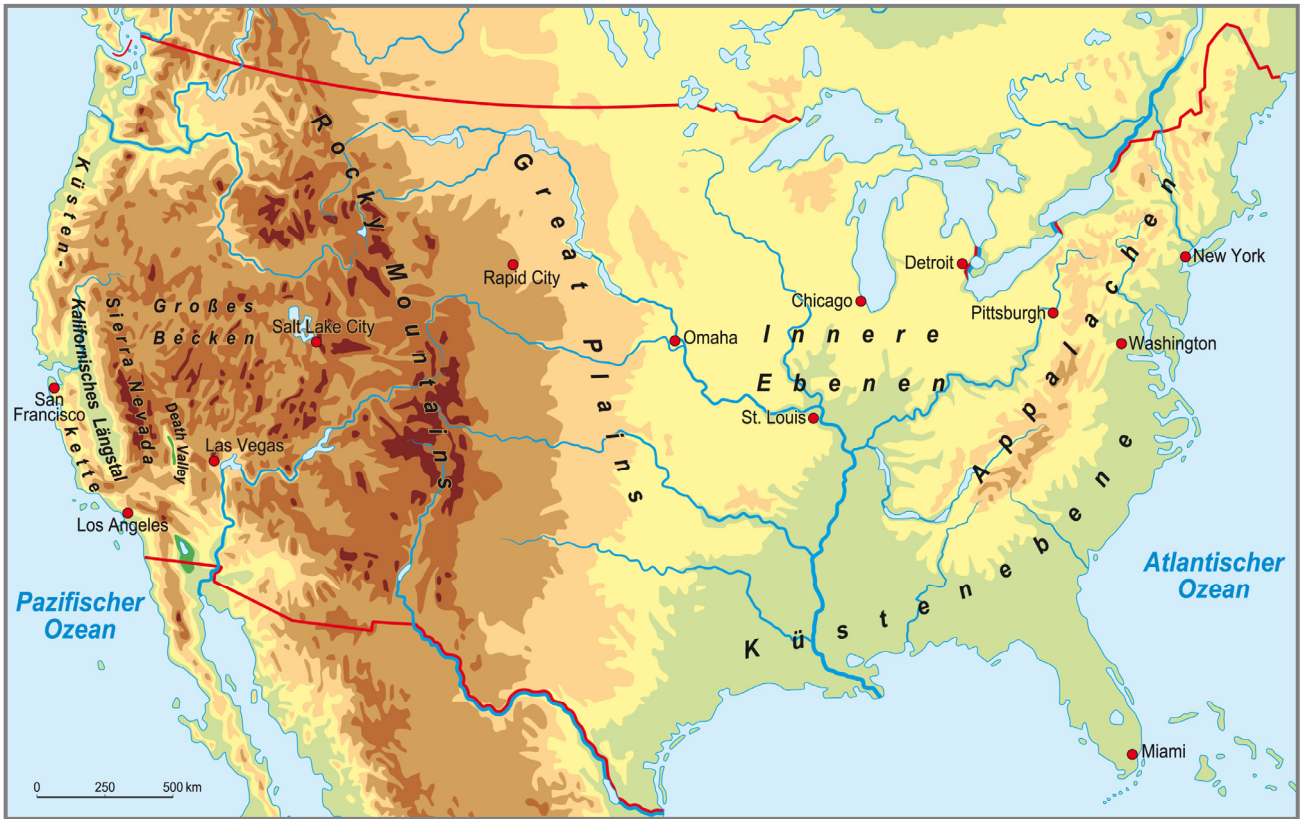 Rocky Mountains
Great Plains
Küsten-
kette
Kalifornisches Längstal
Sierra Nevada
Großes
Becken
Salt Lake City
Death Valley
Las Vegas
San
Francisco
Los Angeles
Rapid City
Omaha
Chicago
Detroit
Innere
Ebenen
St. Louis
Pittsburgh
New York
Washington
Appalachen
Küstenebene
Pazifischer
Ozean
Atlantischer
Ozean
Miami
0 250 500 km